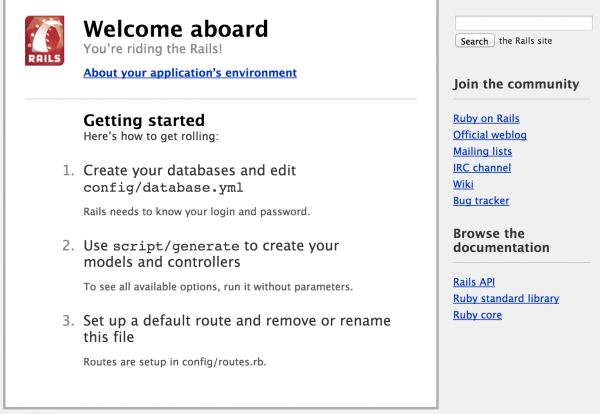 RAILS
Welcome aboard
You're riding the Rails!
About your application's environment
Getting started
Here's how to get rolling:
1. Create your databases and edit
config/database.yml
Rails needs to know your login and password.
2. Use script/generate to create your
models and controllers
To see all available options, run it without parameters.
3. Set up a default route and remove or rename
this file
Routes are setup in config/routes.rb.
Search the Rails site
Join the community
Ruby on Rails
Official weblog
Mailing lists
IRC channel
Wiki
Bug tracker
Browse the
documentation
Rails API
Ruby standard library
Ruby core